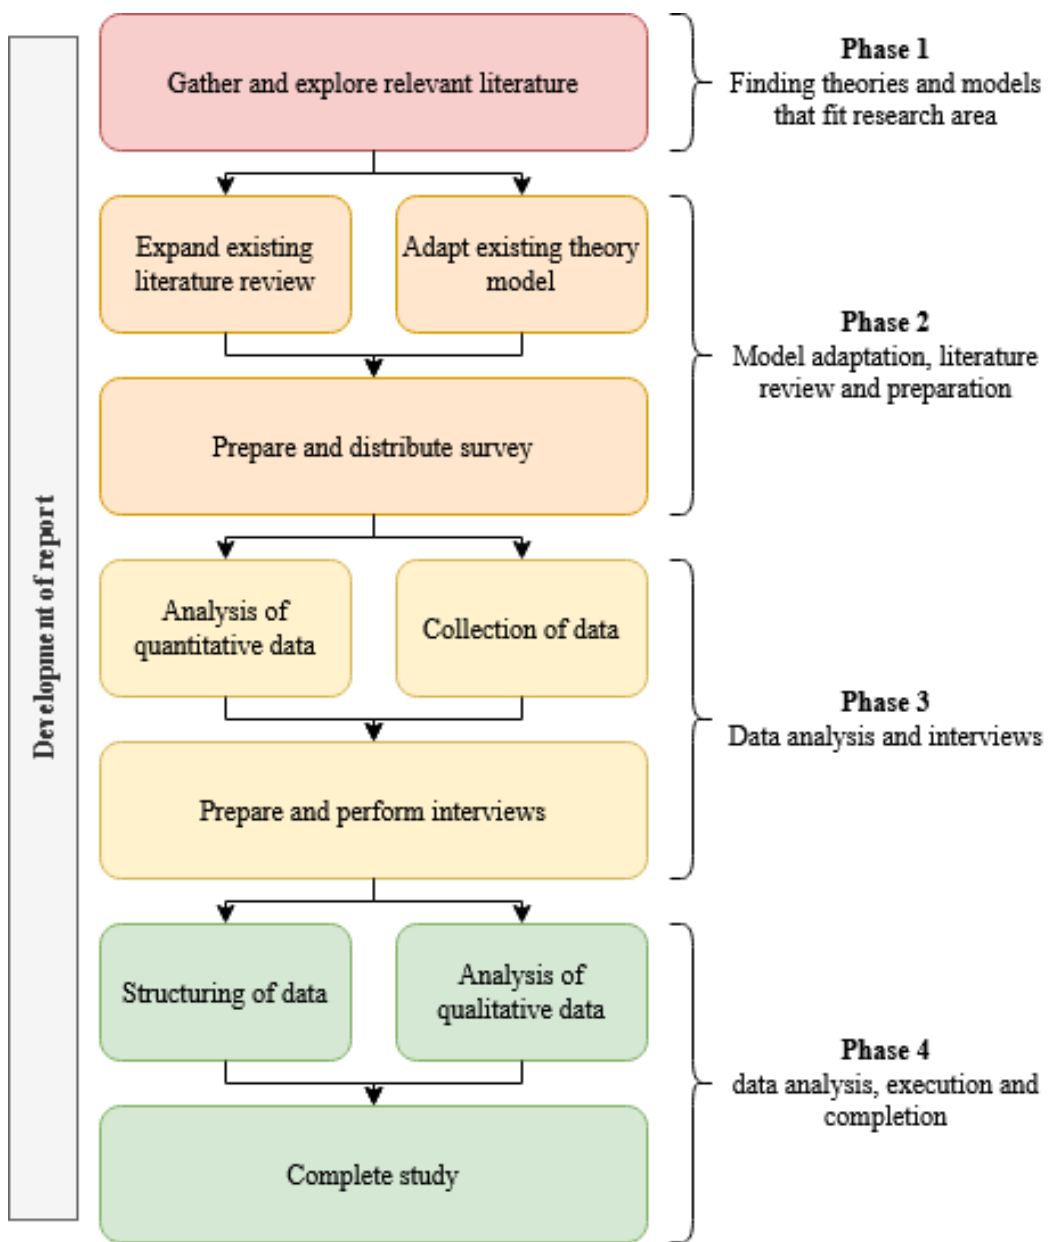 Development of report
Gather and explore relevant literature
Phase 1
Finding theories and models
that fit research area
Expand existing
literature review
Adapt existing theory
model
Prepare and distribute survey
Phase 2
Model adaptation, literature
review and preparation
Analysis of
quantitative data
Collection of data
Prepare and perform interviews
Phase 3
Data analysis and interviews
Structuring of data
Analysis of
qualitative data
Complete study
Phase 4
data analysis, execution and
completion